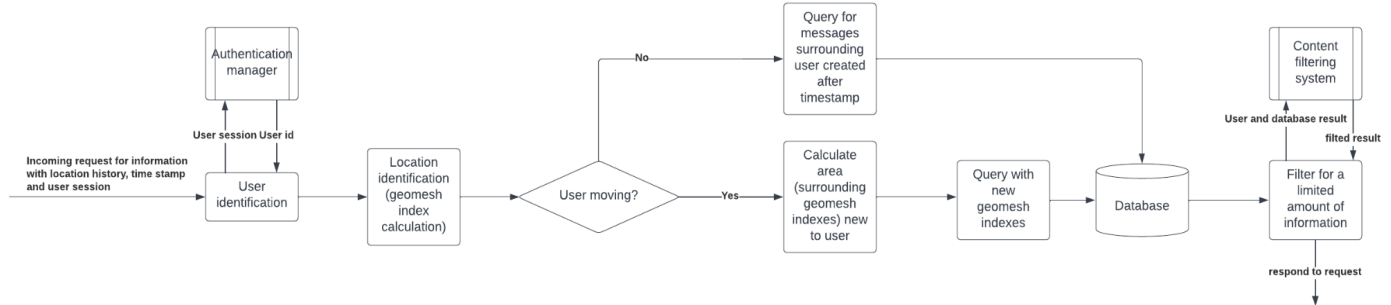 Authentication
manager
User session
User id
Incoming request for information
with location history, time stamp
and user session
User
identification
Location
identification
(geomesh
index
calculation)
User moving?
No
Query for
messages
surrounding
user created
after
timestamp
Yes
Calculate
area
(surrounding
geomesh
indexes) new
to user
Query with
new
geomesh
indexes
Database
Content
filtering
system
User and database result
filted result
Filter for a
limited
amount of
information
respond to request